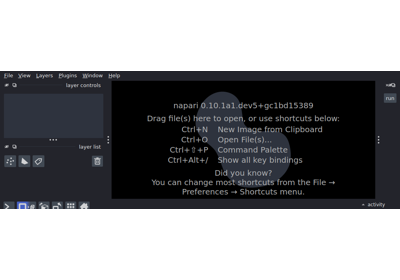 File View Layers Plugins Window Help
layer controls
run
napari 0.10.1a1.dev5+gc1bd15389
Drag file(s) here to open, or use shortcuts below:
Ctrl+N New Image from Clipboard
Ctrl+O Open File(s)...
Ctrl+⇧+P Command Palette
Ctrl+Alt+/ Show all key bindings
layer list
Did you know?
You can change most shortcuts from the File →
Preferences → Shortcuts menu.
activity